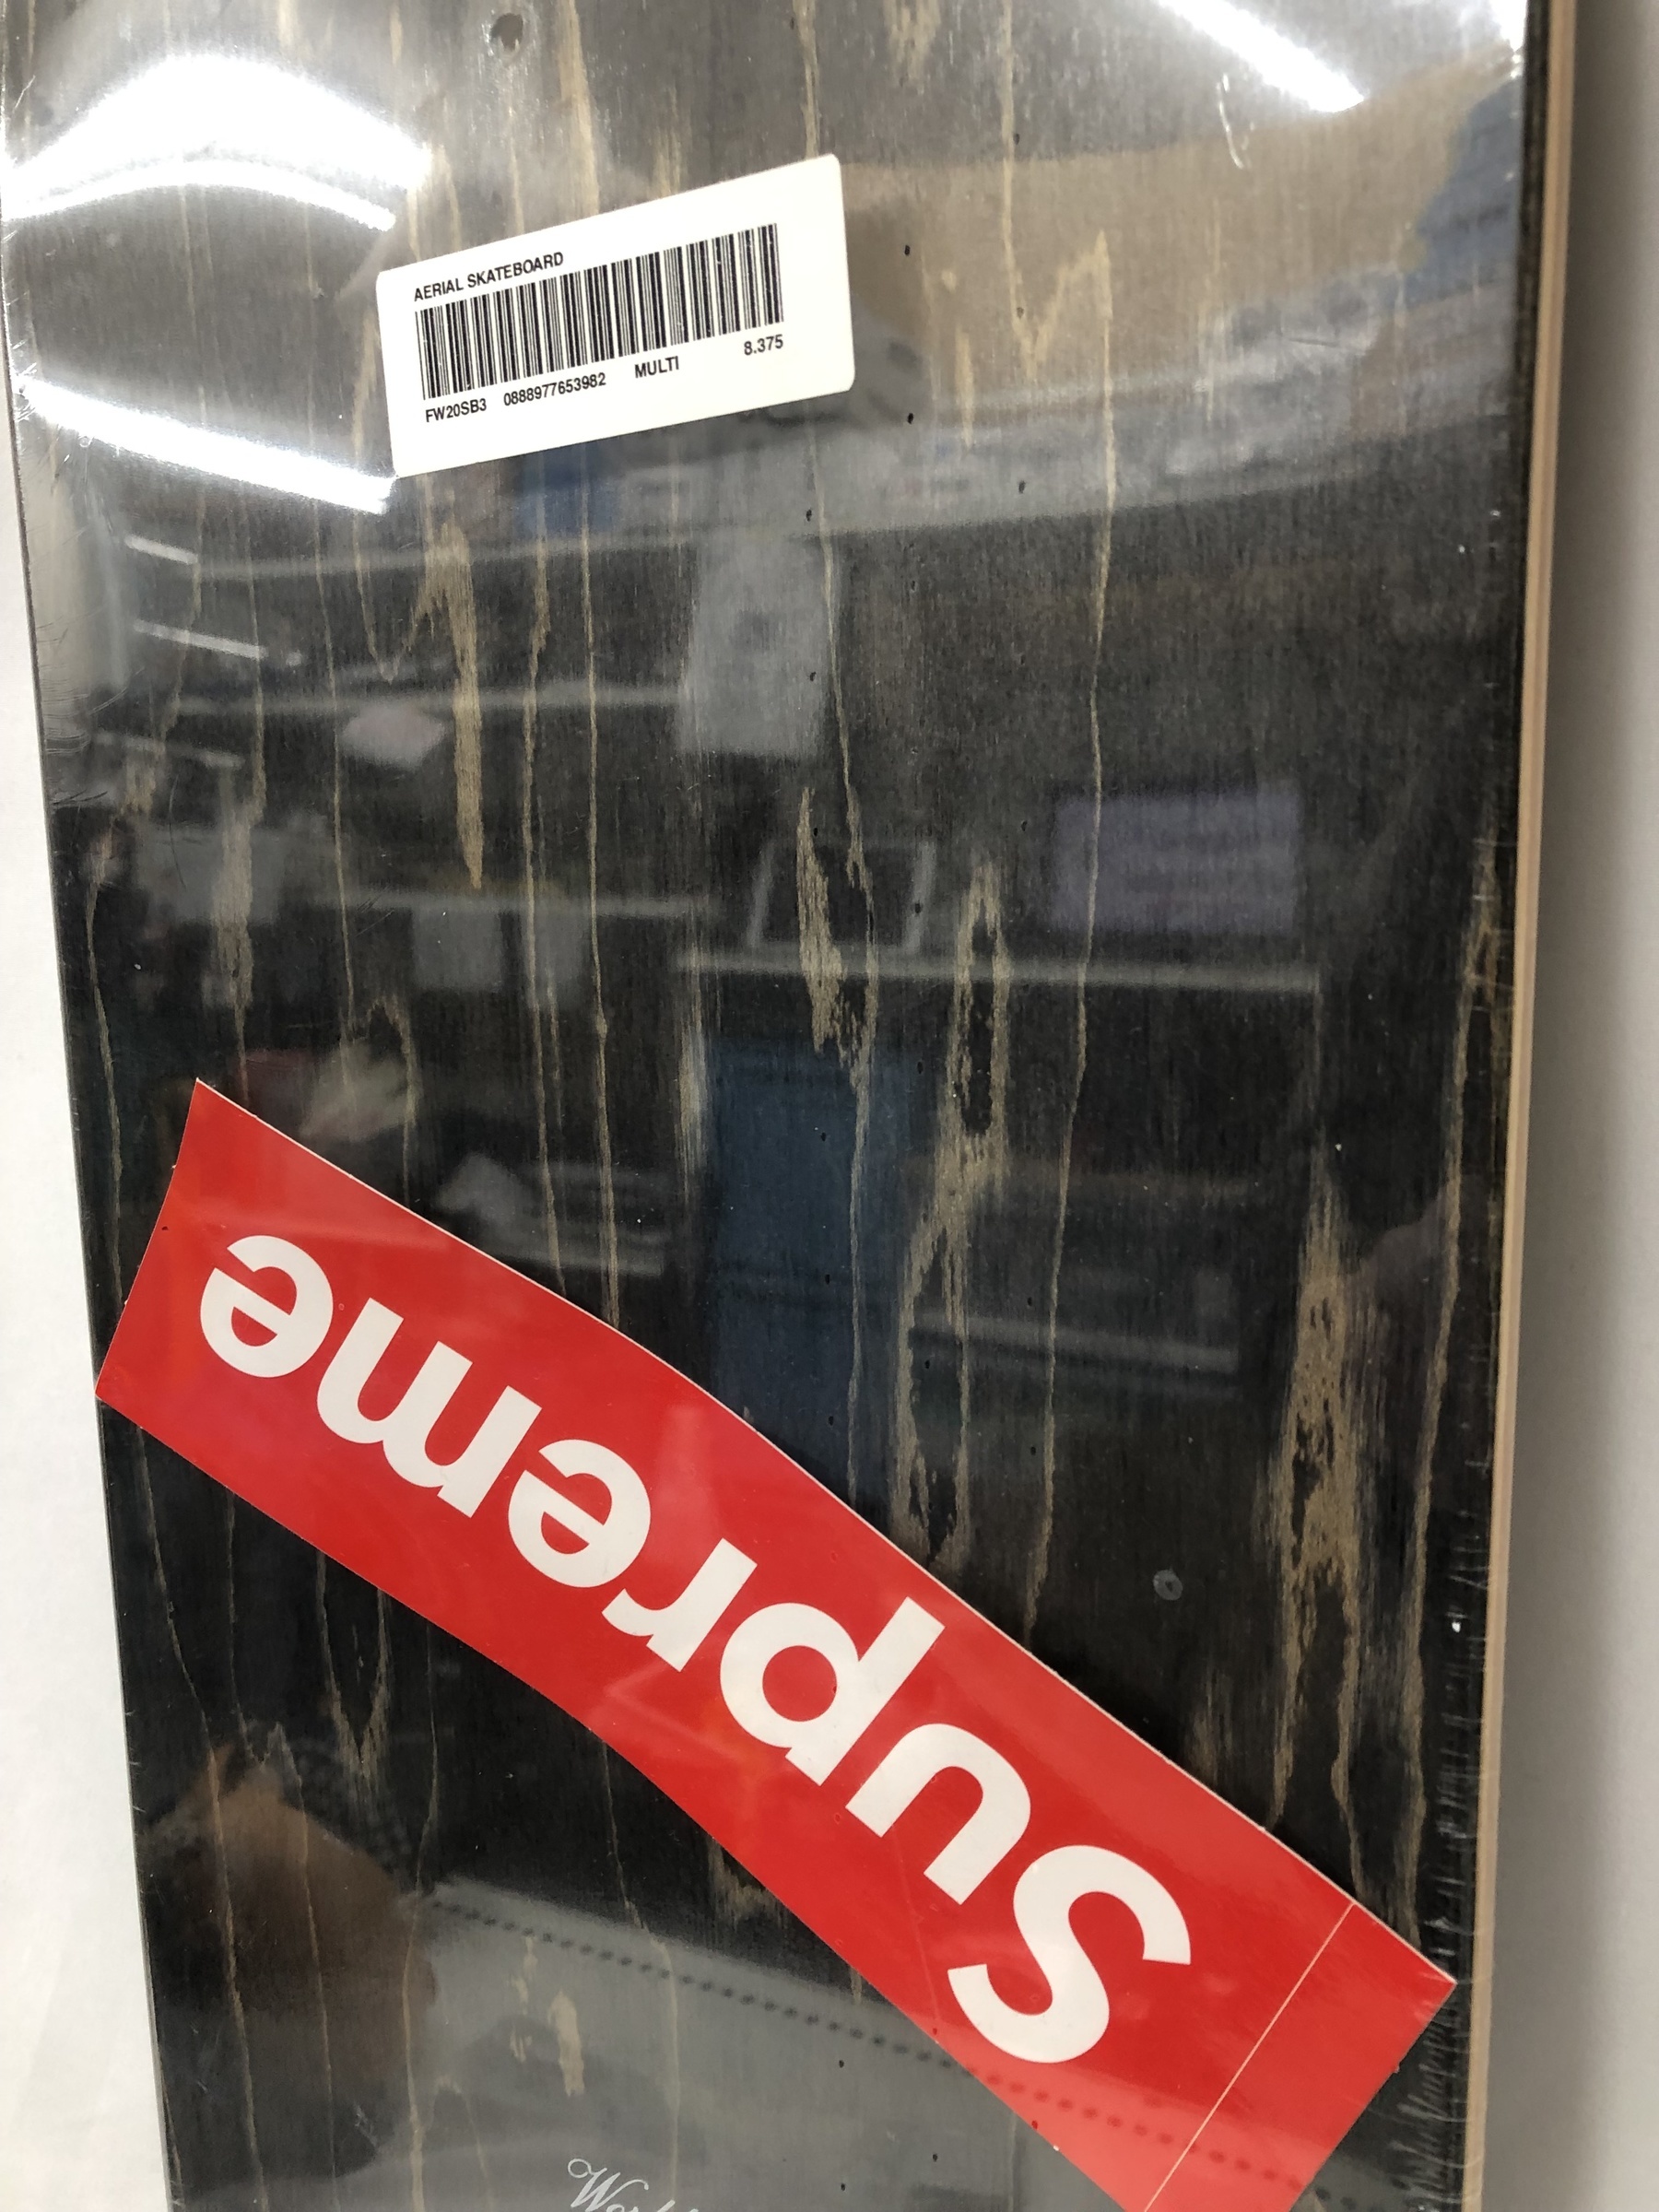 AERIAL SKATEBOARD
FW20SB3 0888977653982 MULTI 8.375
Supreme